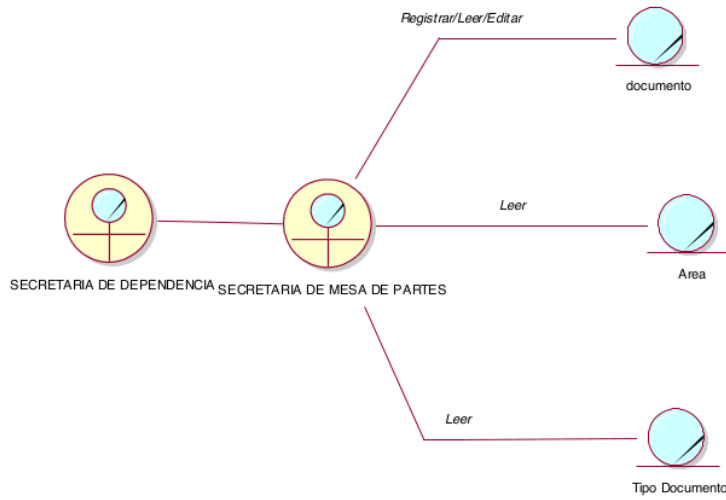 Registrar/Leer/Editar
documento
Leer
Area
SECRETARIA DE DEPENDENCIA
SECRETARIA DE MESA DE PARTES
Leer
Tipo Documento